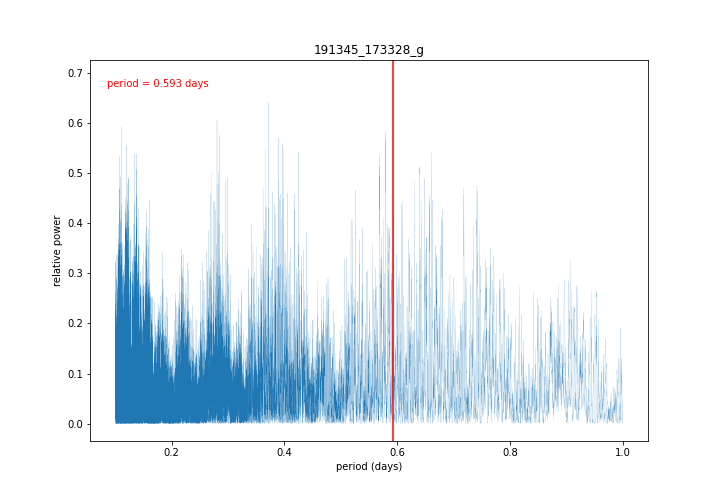 191345_173328_g
0.7
period = 0.593 days
0.6
0.5
0.4
relative power
0.3
0.2
0.1
0.0
0.2 0.4 0.6 0.8 1.0
period (days)